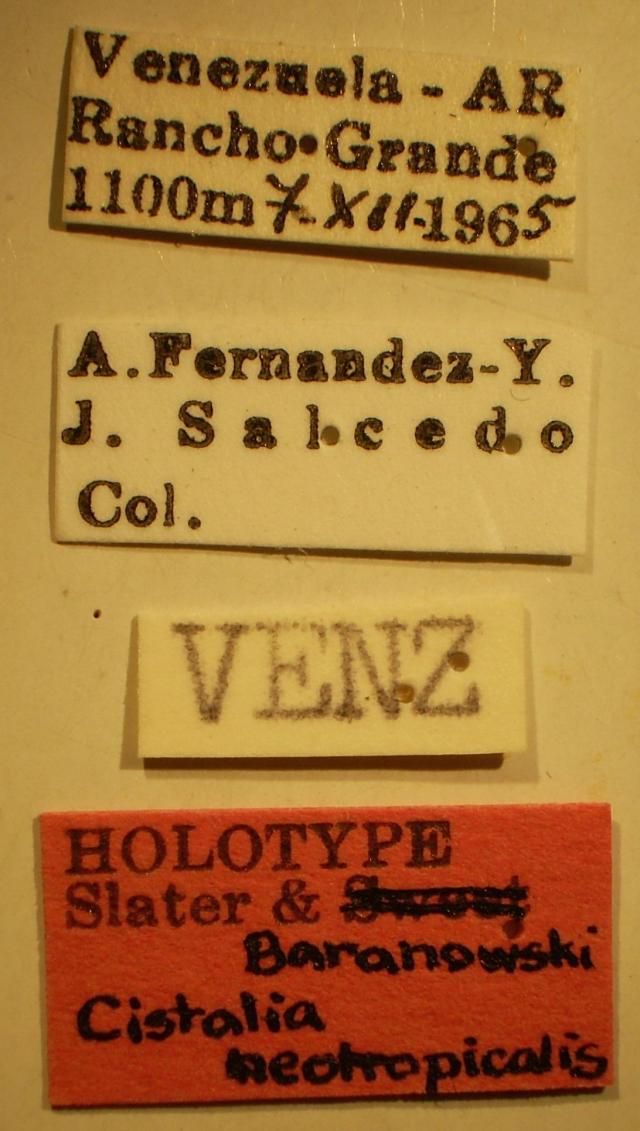 Venezuela - AR
Rancho Grande
1100m 7-XII-1965
A. Fernandez-Y.
J. Salcedo
Col.
VENZ
HOLOTYPE
Slater & Sweet
Baranowski
Cistalia
neotropicalis